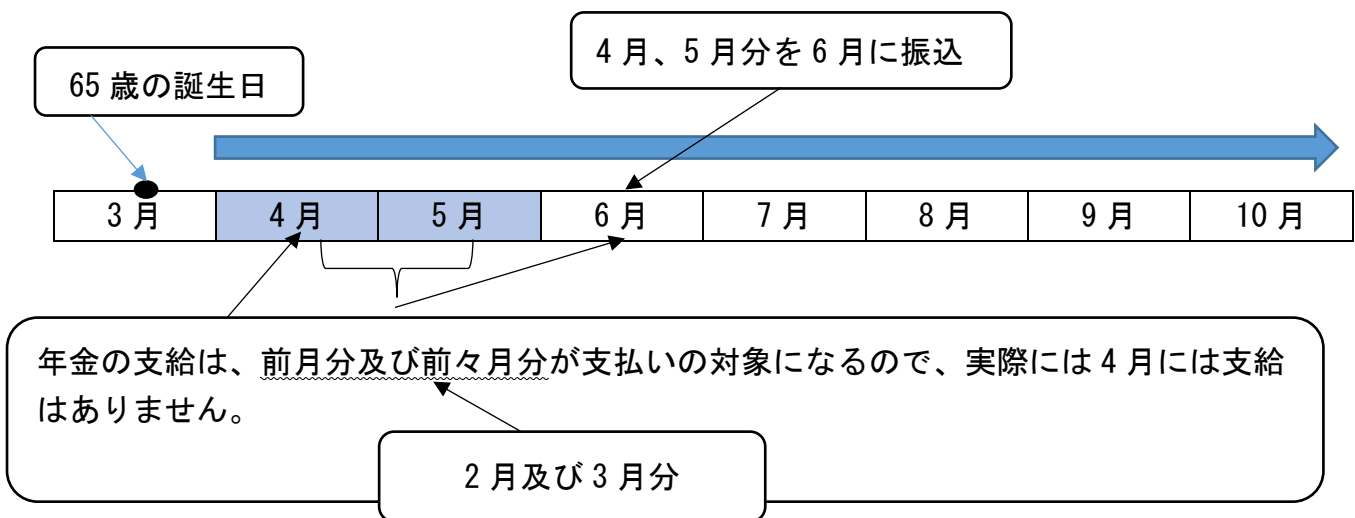 4月、5月分を6月に振込
65歳の誕生日
3月 4月 5月 6月 7月 8月 9月 10月
年金の支給は、前月分及び前々月分が支払いの対象になるので、実際には4月には支給
はありません。
2月及び3月分